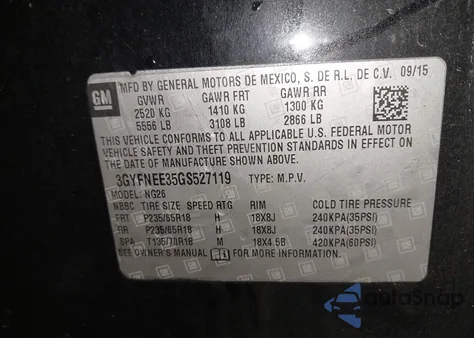 GM
MFD BY GENERAL MOTORS DE MEXICO, S. DE R.L. DE C.V. 09/15
GVWR GAWR FRT GAWR RR
2520 KG 1410 KG 1300 KG
5556 LB 3108 LB 2866 LB
THIS VEHICLE CONFORMS TO ALL APPLICABLE U.S. FEDERAL MOTOR
VEHICLE SAFETY AND THEFT PREVENTION STANDARDS IN EFFECT
ON THE DATE OF MANUFACTURE SHOWN ABOVE.
3GYFNEE35GS527119 TYPE: M.P.V.
MODEL: NG26
NBBC TIRE SIZE SPEED RTG RIM COLD TIRE PRESSURE
FRT P235/65R18 H 18X8J 240KPA(35PSI)
RR P235/65R18 H 18X8J 240KPA(35PSI)
SPA T135/70R18 M 18X4.5B 420KPA(60PSI)
SEE OWNER'S MANUAL FOR MORE INFORMATION.
autoSnap